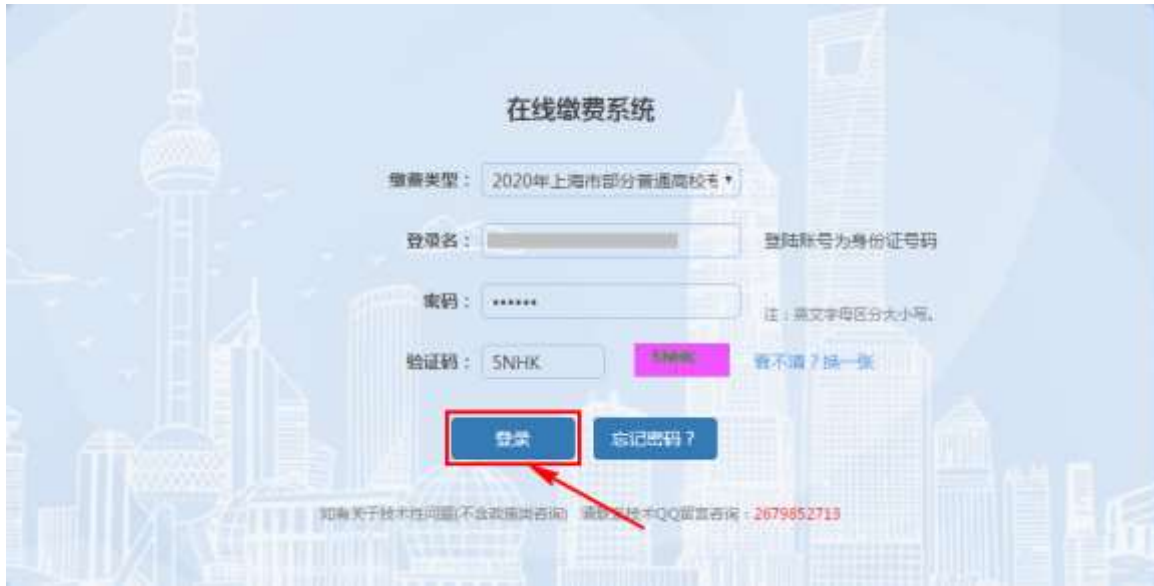 在线缴费系统
缴费类型： 2020年上海市部分普通高校专
登录名： 登陆账号为身份证号码
密码： ••••••
注：英文字母区分大小写。
验证码： 5NHK 5NHK 看不清？换一张
登录 忘记密码？
如有关于技术性问题(不含政策类咨询) 请联系技术QQ留言咨询：2679852713